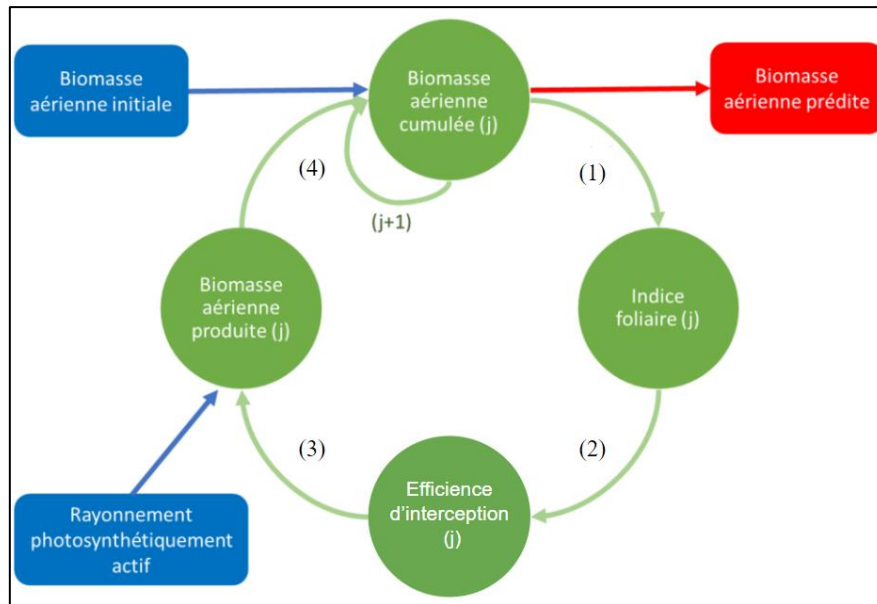 Biomasse
aérienne initiale
Biomasse
aérienne
cumulée (j)
Biomasse
aérienne prédite
(4)
(1)
(j+1)
Biomasse
aérienne
produite (j)
Indice
foliaire (j)
(3)
(2)
Efficience
d'interception
(j)
Rayonnement
photosynthétiquement
actif